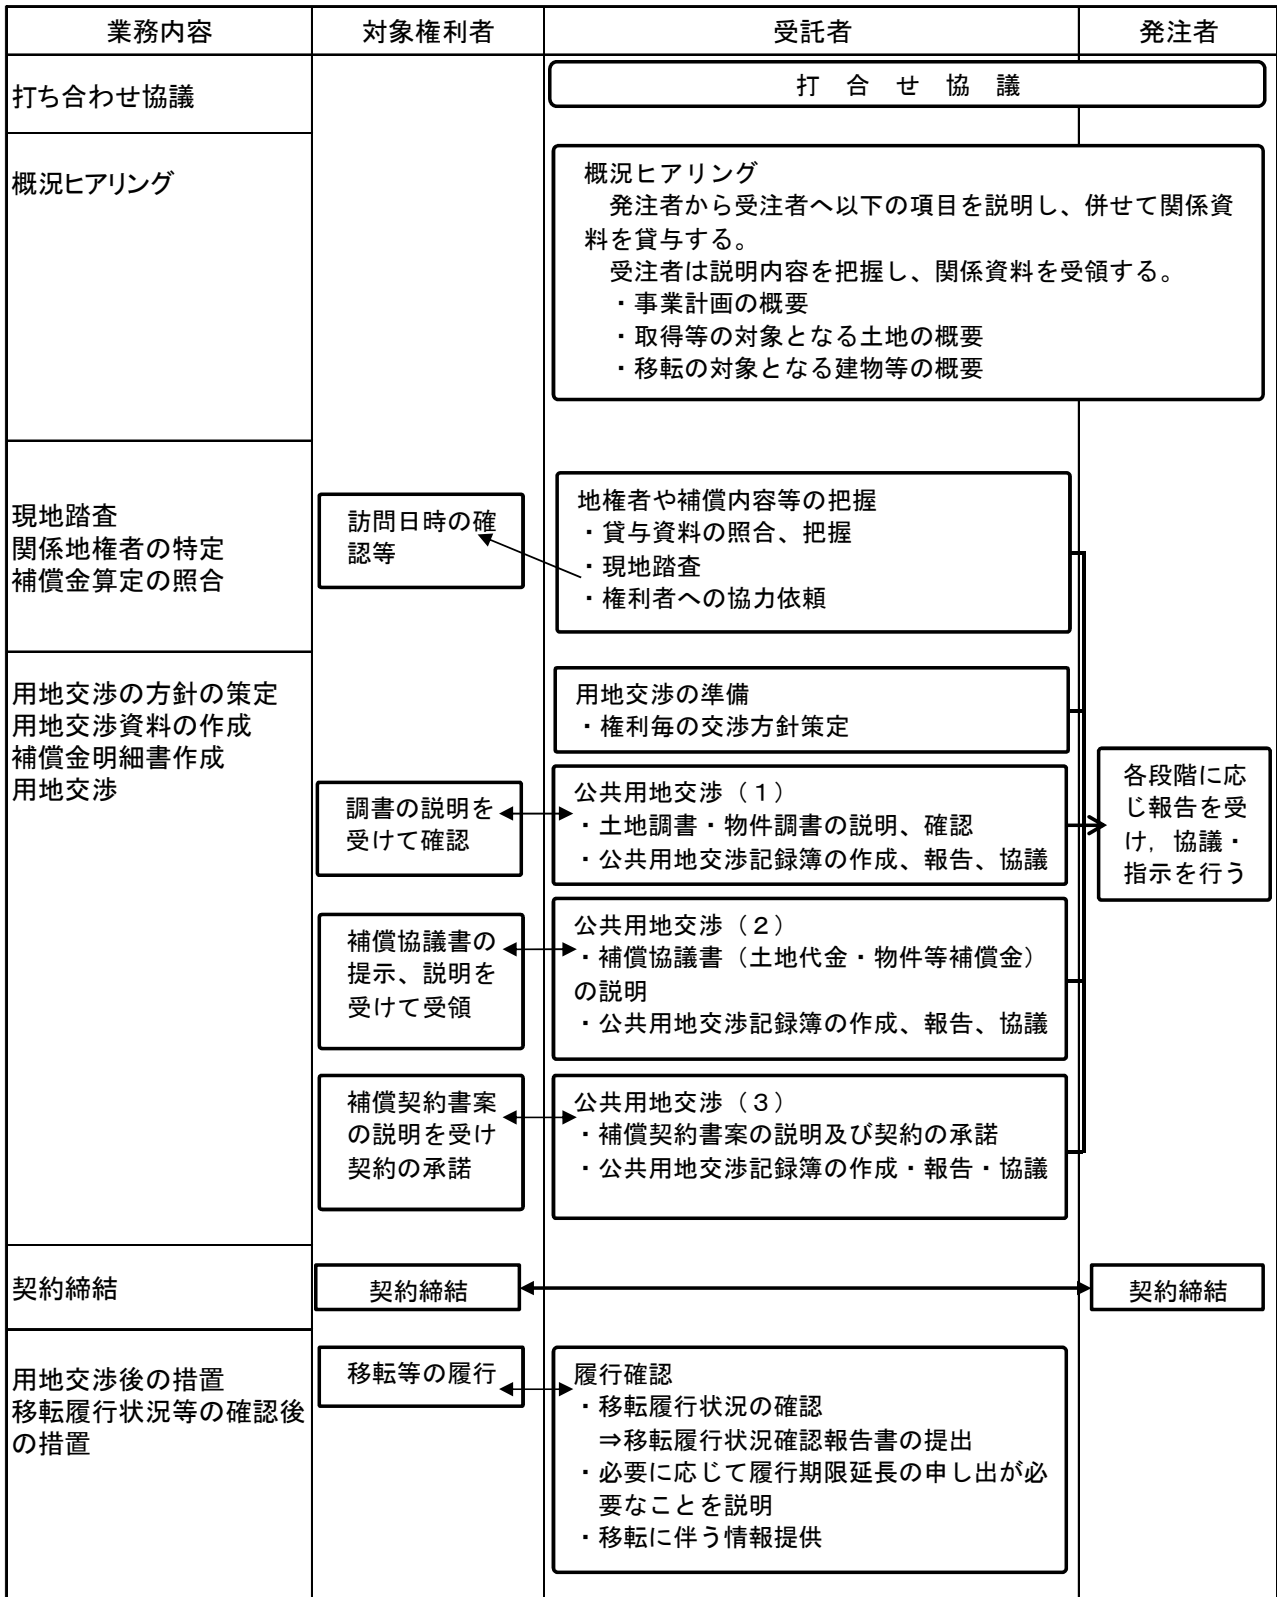 業務内容
対象権利者
受託者
発注者
打ち合わせ協議
打　合　せ　協　議
概況ヒアリング
概況ヒアリング
　発注者から受注者へ以下の項目を説明し、併せて関係資
料を貸与する。
　受注者は説明内容を把握し、関係資料を受領する。
・事業計画の概要
・取得等の対象となる土地の概要
・移転の対象となる建物等の概要
現地踏査
関係地権者の特定
補償金算定の照合
訪問日時の確
認等
地権者や補償内容等の把握
・貸与資料の照合、把握
・現地踏査
・権利者への協力依頼
用地交渉の方針の策定
用地交渉資料の作成
補償金明細書作成
用地交渉
用地交渉の準備
・権利毎の交渉方針策定
調書の説明を
受けて確認
公共用地交渉（１）
・土地調書・物件調書の説明、確認
・公共用地交渉記録簿の作成、報告、協議
各段階に応
じ報告を受
け，協議・
指示を行う
補償協議書の
提示、説明を
受けて受領
公共用地交渉（２）
・補償協議書（土地代金・物件等補償金）
の説明
・公共用地交渉記録簿の作成、報告、協議
補償契約書案
の説明を受け
契約の承諾
公共用地交渉（３）
・補償契約書案の説明及び契約の承諾
・公共用地交渉記録簿の作成・報告・協議
契約締結
契約締結
契約締結
用地交渉後の措置
移転履行状況等の確認後
の措置
移転等の履行
履行確認
・移転履行状況の確認
⇒移転履行状況確認報告書の提出
・必要に応じて履行期限延長の申し出が必
要なことを説明
・移転に伴う情報提供